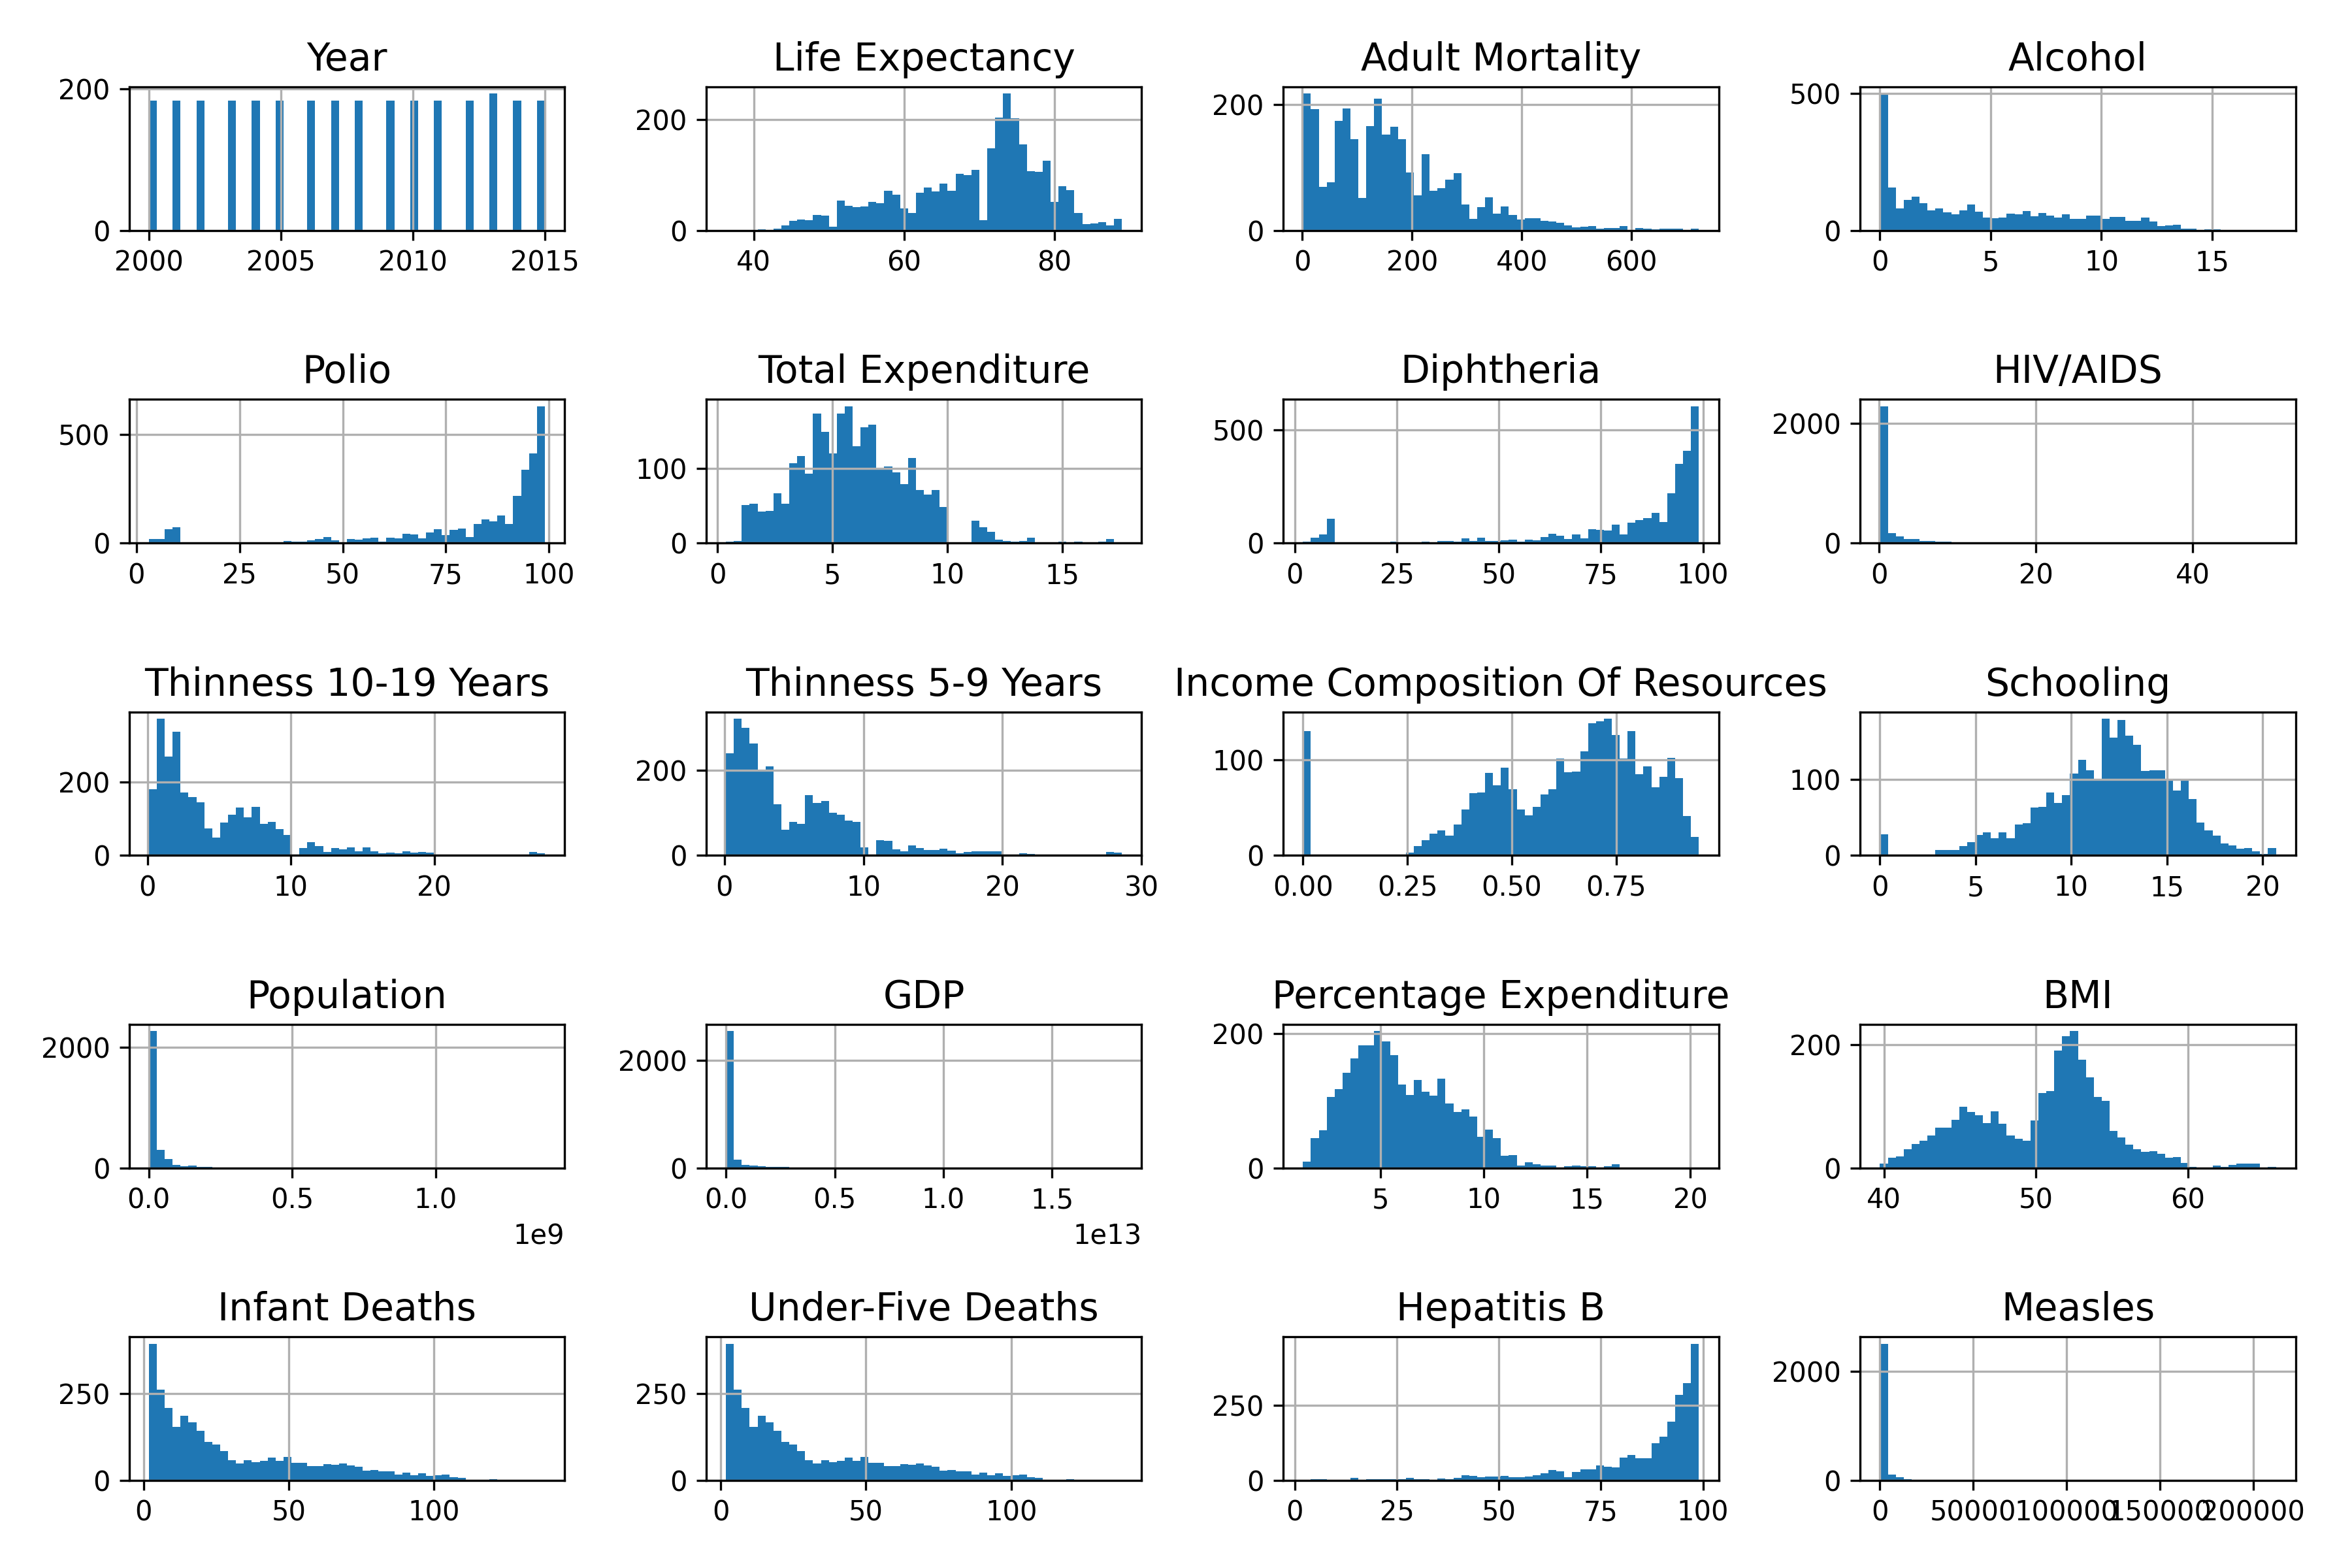 Year
Life Expectancy
Adult Mortality
Alcohol
200
0
2000 2005 2010 2015
200
0
40 60 80
200
0
0 200 400 600
500
0
0 5 10 15
Polio
Total Expenditure
Diphtheria
HIV/AIDS
500
0
0 25 50 75 100
100
0
0 5 10 15
500
0
0 25 50 75 100
2000
0
0 20 40
Thinness 10-19 Years
Thinness 5-9 Years
Income Composition Of Resources
Schooling
200
0
0 10 20
200
0
0 10 20 30
100
0
0.00 0.25 0.50 0.75
100
0
0 5 10 15 20
Population
GDP
Percentage Expenditure
BMI
2000
0
0.0 0.5 1.0
1e9
2000
0
0.0 0.5 1.0 1.5
1e13
200
0
5 10 15 20
200
0
40 50 60
Infant Deaths
Under-Five Deaths
Hepatitis B
Measles
250
0
0 50 100
250
0
0 50 100
250
0
0 25 50 75 100
2000
0
0 50000 100000 150000 200000